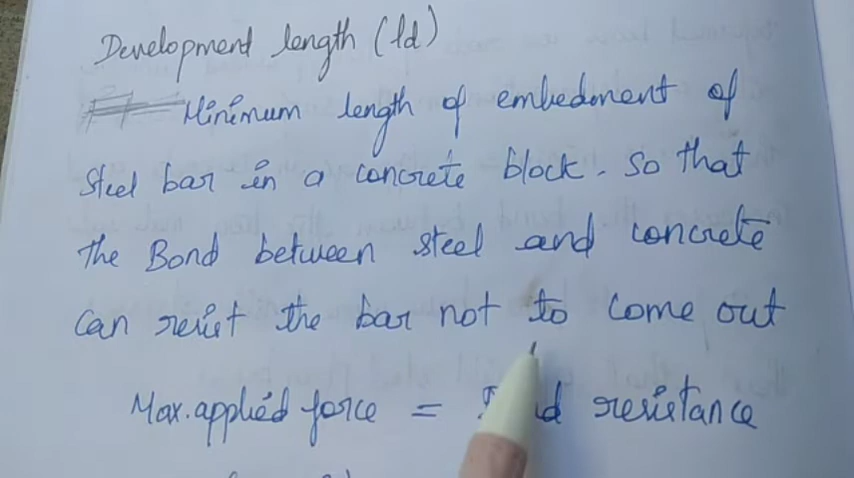 Development length (ld)
Minimum length of embedment of
steel bar in a concrete block. so that
the Bond between steel and concrete
can resist the bar not to come out
Max. applied force = resistance